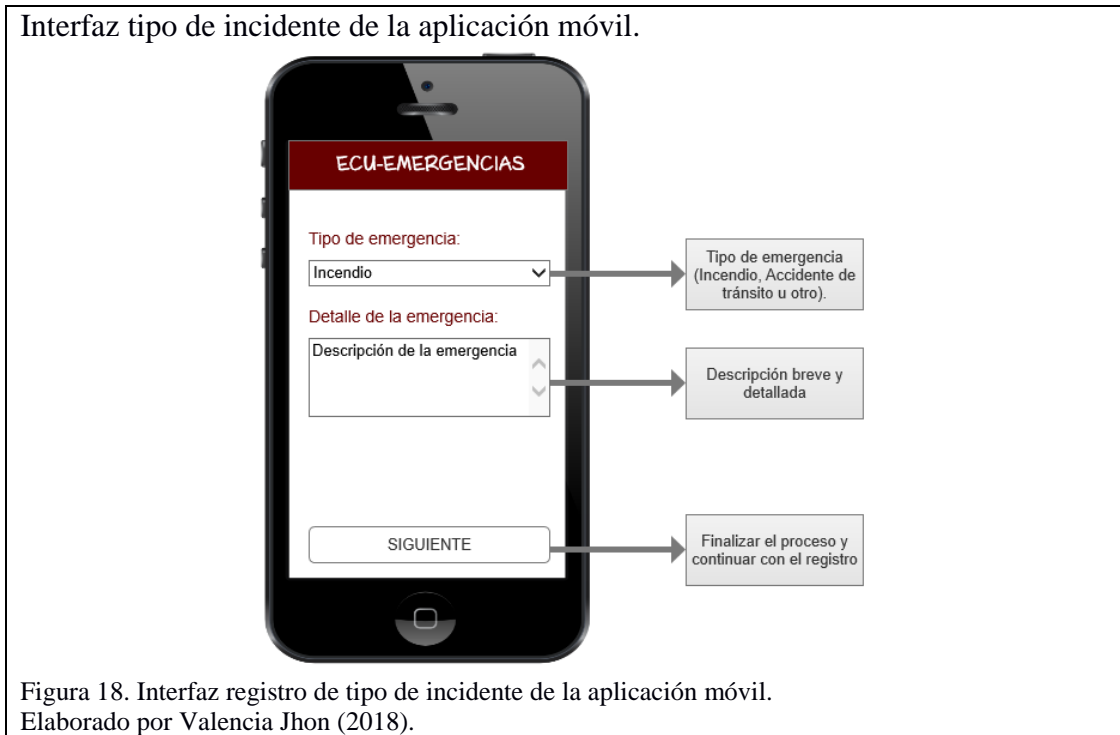 Interfaz tipo de incidente de la aplicación móvil.
ECU-EMERGENCIAS
Tipo de emergencia:
Incendio
Tipo de emergencia
(Incendio, Accidente de
tránsito u otro).
Detalle de la emergencia:
Descripción de la emergencia
Descripción breve y
detallada
SIGUIENTE
Finalizar el proceso y
continuar con el registro
Figura 18. Interfaz registro de tipo de incidente de la aplicación móvil.
Elaborado por Valencia Jhon (2018).